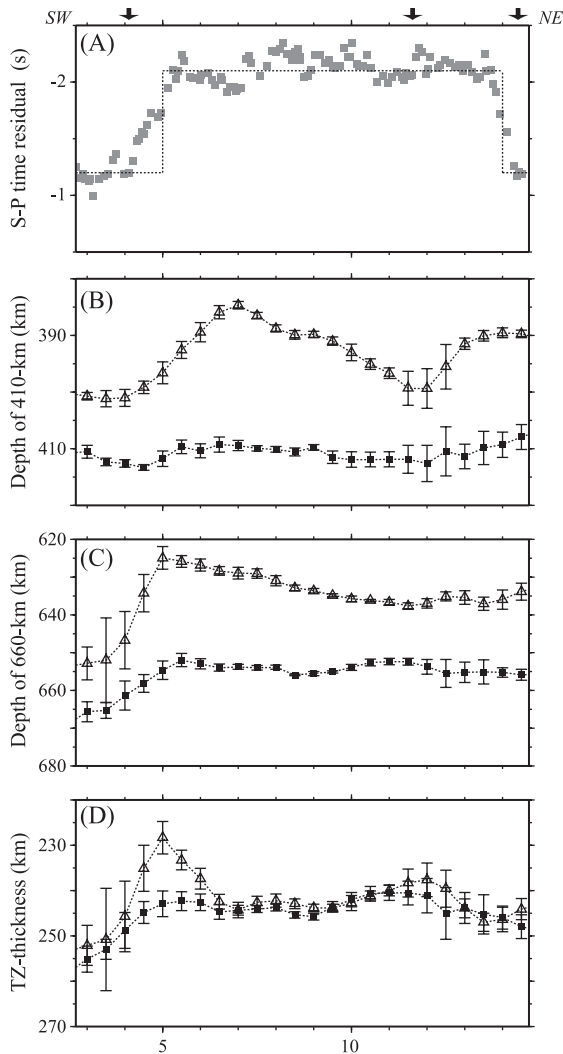 SW NE
(A)
S-P time residual (s)
-2
-1
(B)
Depth of 410-km (km)
390
410
(C)
Depth of 660-km (km)
620
640
660
680
(D)
TZ-thickness (km)
230
250
270
5 10